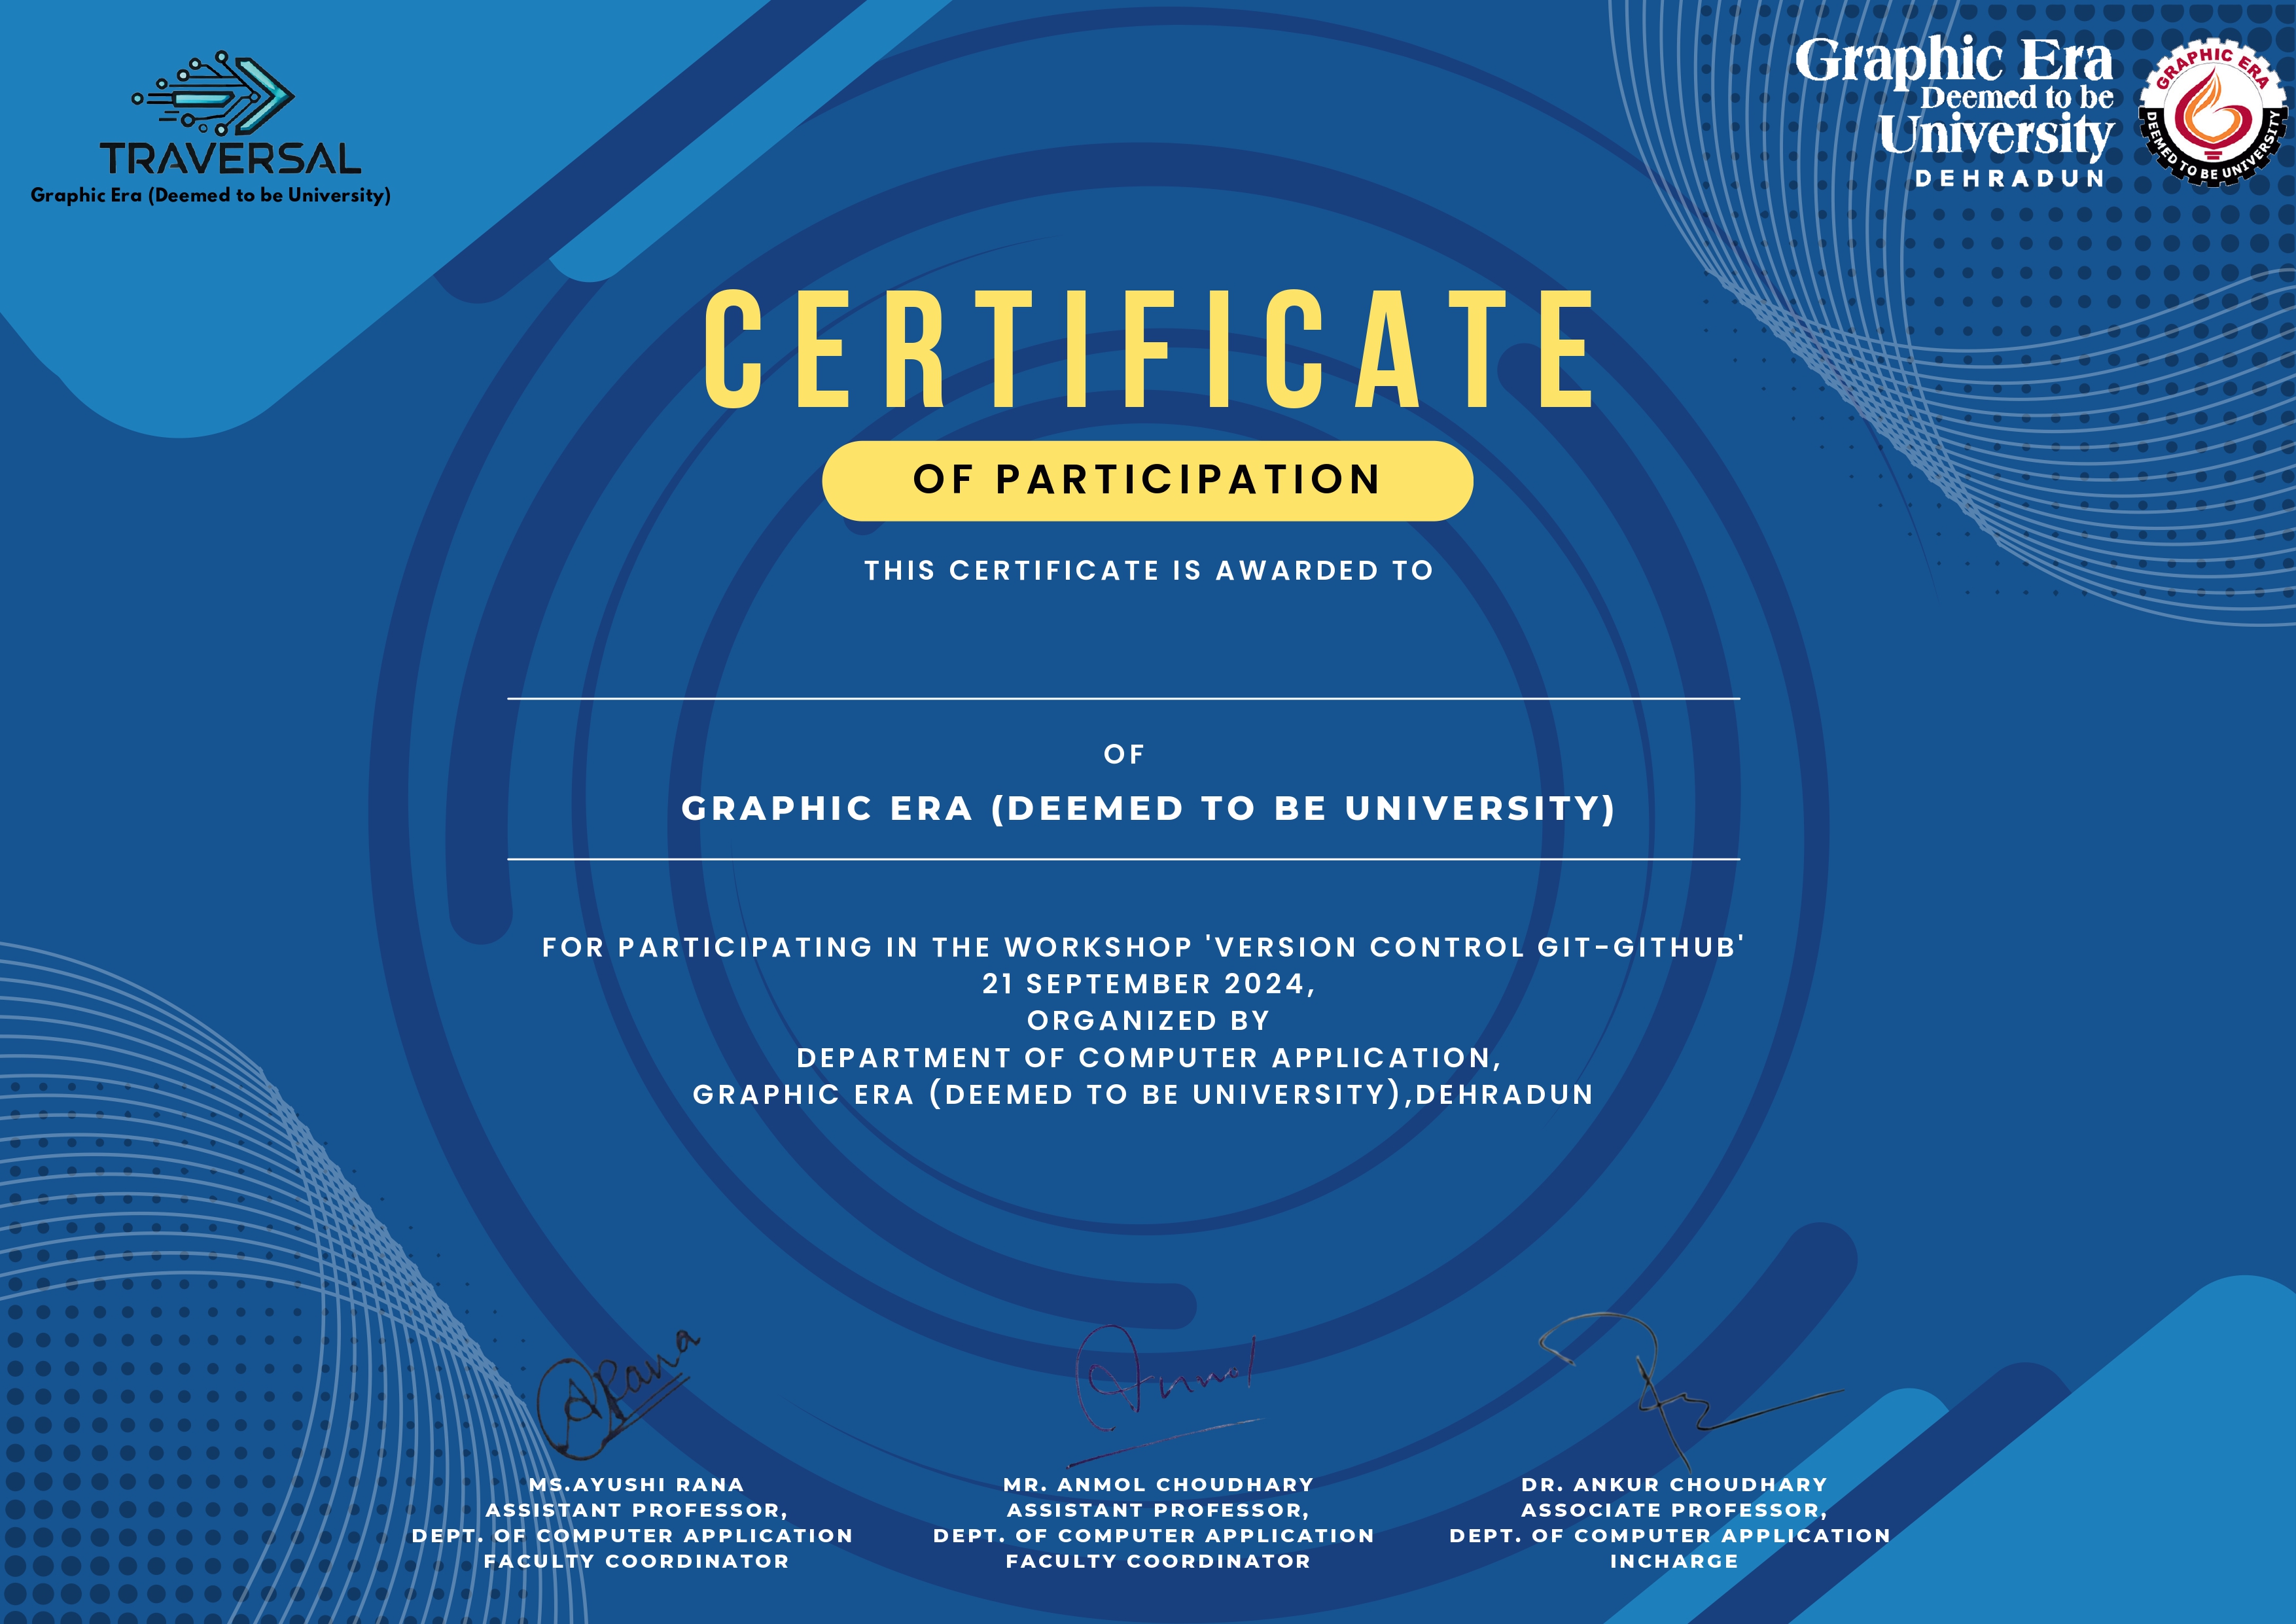 TRAVERSAL
Graphic Era (Deemed to be University)
Graphic Era
Deemed to be
University
DEHRADUN
GRAPHIC ERA
DEEMED TO BE UNIVERSITY
CERTIFICATE
OF PARTICIPATION
THIS CERTIFICATE IS AWARDED TO
OF
GRAPHIC ERA (DEEMED TO BE UNIVERSITY)
FOR PARTICIPATING IN THE WORKSHOP 'VERSION CONTROL GIT-GITHUB'
21 SEPTEMBER 2024,
ORGANIZED BY
DEPARTMENT OF COMPUTER APPLICATION,
GRAPHIC ERA (DEEMED TO BE UNIVERSITY),DEHRADUN
ARana
Anmol
MS.AYUSHI RANA
ASSISTANT PROFESSOR,
DEPT. OF COMPUTER APPLICATION
FACULTY COORDINATOR
MR. ANMOL CHOUDHARY
ASSISTANT PROFESSOR,
DEPT. OF COMPUTER APPLICATION
FACULTY COORDINATOR
DR. ANKUR CHOUDHARY
ASSOCIATE PROFESSOR,
DEPT. OF COMPUTER APPLICATION
INCHARGE